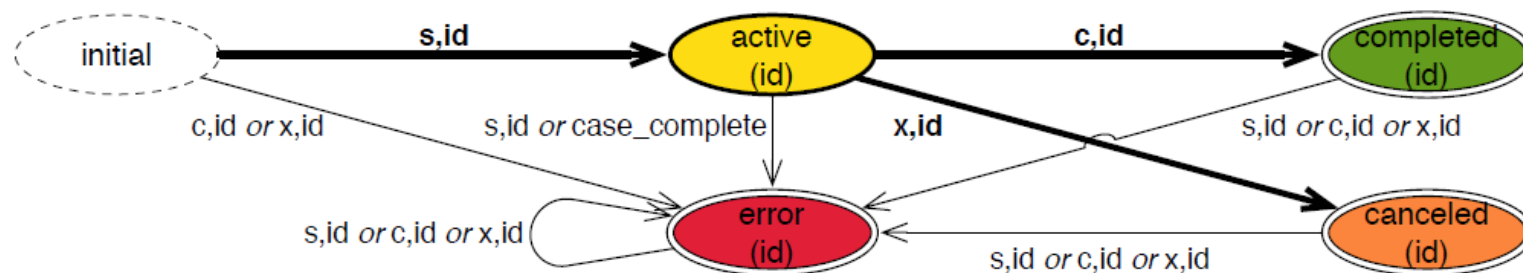 initial
s,id
active
(id)
c,id
completed
(id)
c,id or x,id
s,id or case_complete
x,id
s,id or c,id or x,id
s,id or c,id or x,id
error
(id)
s,id or c,id or x,id
canceled
(id)